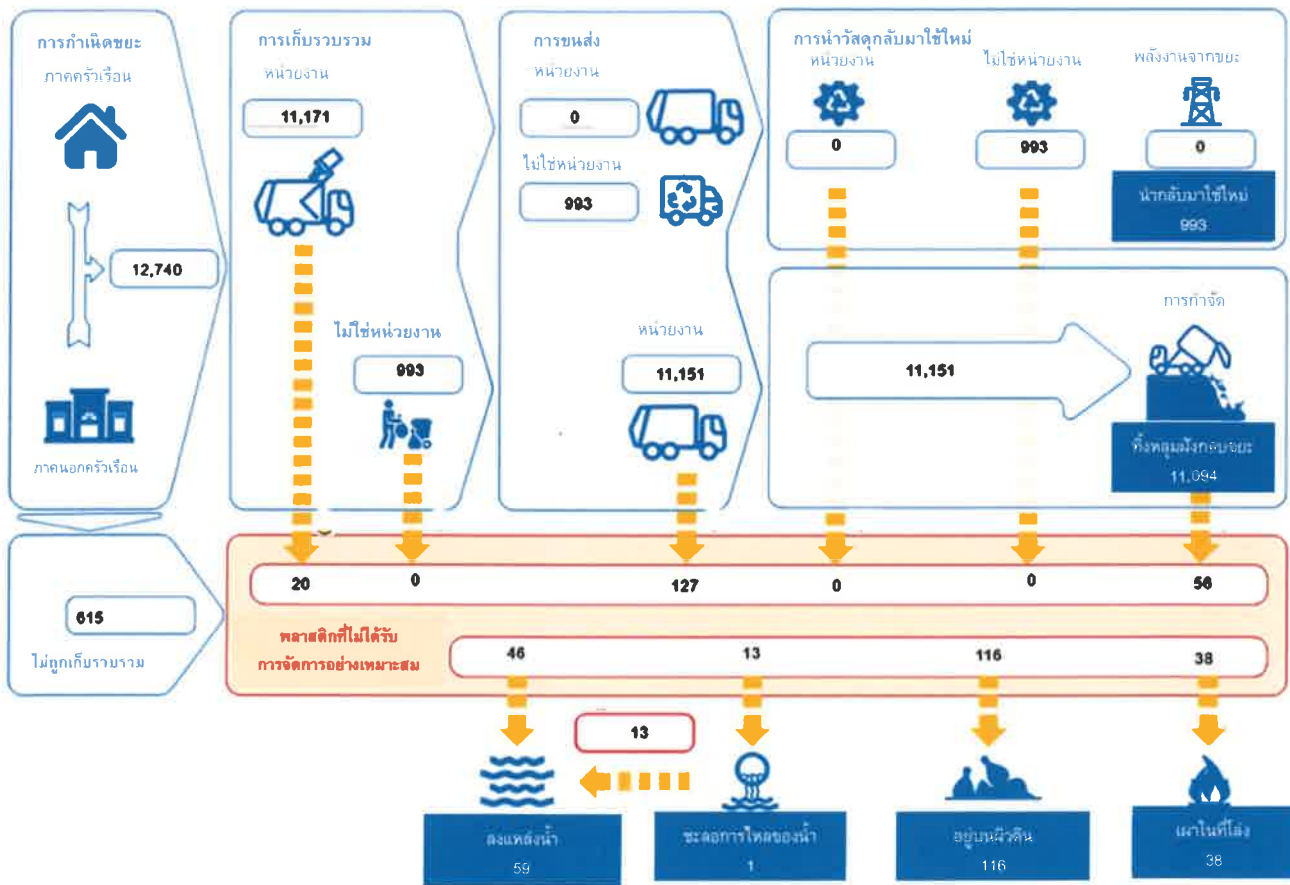 การกำเนิดขยะ
ภาคครัวเรือน
12,740
ภาคนอกครัวเรือน
การเก็บรวบรวม
หน่วยงาน
11,171
ไม่ใช่หน่วยงาน
993
การขนส่ง
หน่วยงาน
0
ไม่ใช่หน่วยงาน
993
หน่วยงาน
11,151
การนำวัสดุกลับมาใช้ใหม่
หน่วยงาน
0
ไม่ใช่หน่วยงาน
993
พลังงานจากขยะ
0
นำกลับมาใช้ใหม่
993
การกำจัด
11,151
ทิ้งหลุมฝังกลบขยะ
11,094
615
ไม่ถูกเก็บรวบรวม
20 0 127 0 0 56
พลาสติกที่ไม่ได้รับ
การจัดการอย่างเหมาะสม
46 13 116 38
13
ลงแหล่งน้ำ
59
ชะลอการไหลของน้ำ
1
อยู่บนผิวดิน
116
เผาในที่โล่ง
38